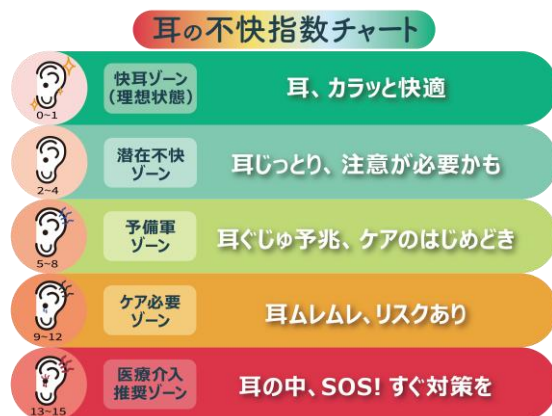 耳の不快指数チャート
0~1
快耳ゾーン
(理想状態)
耳、カラッと快適
2~4
潜在不快
ゾーン
耳じっとり、注意が必要かも
5~8
予備軍
ゾーン
耳ぐじゅ予兆、ケアのはじめどき
9~12
ケア必要
ゾーン
耳ムレムレ、リスクあり
13~15
医療介入
推奨ゾーン
耳の中、SOS! すぐ対策を